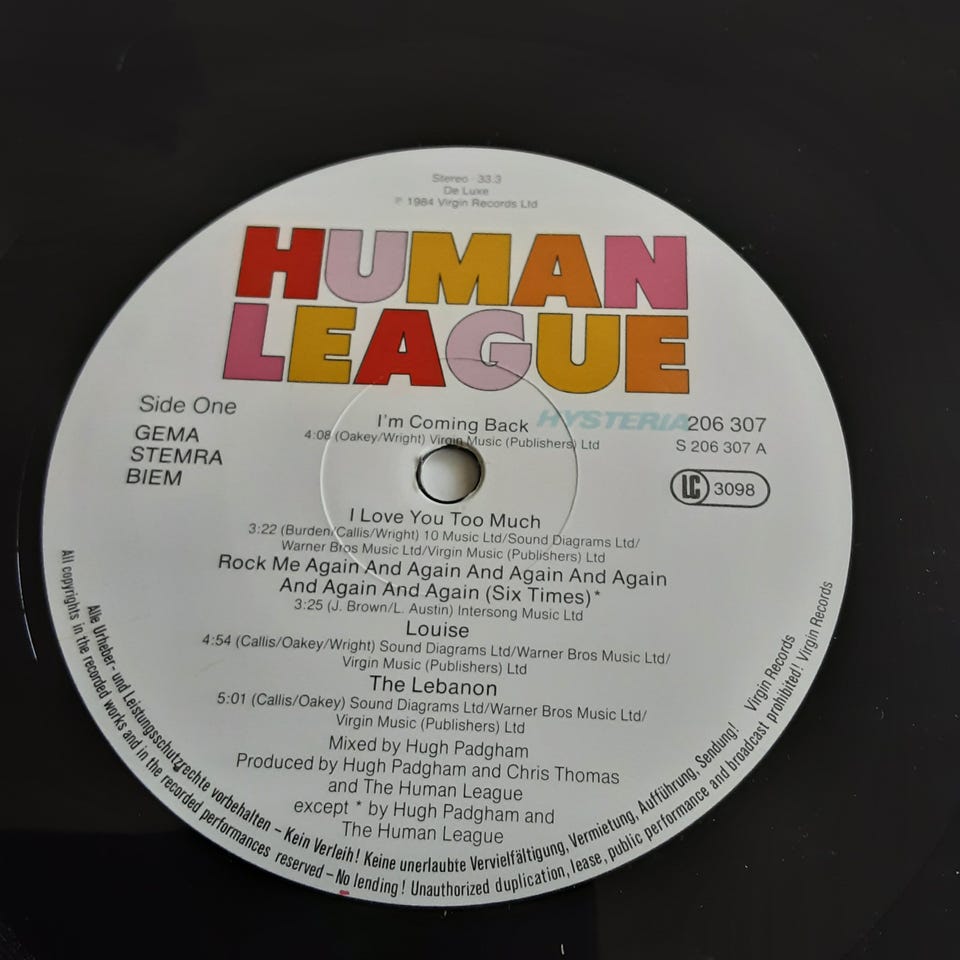 Stereo · 33.3
De Luxe
℗ 1984 Virgin Records Ltd
HUMAN
LEAGUE
Side One
GEMA
STEMRA
BIEM
HYSTERIA
206 307
S 206 307 A
LC 3098
I'm Coming Back
4:08 (Oakey/Wright) Virgin Music (Publishers) Ltd
I Love You Too Much
3:22 (Burden/Callis/Wright) 10 Music Ltd/Sound Diagrams Ltd/
Warner Bros Music Ltd/Virgin Music (Publishers) Ltd
Rock Me Again And Again And Again And Again
And Again And Again (Six Times)*
3:25 (J. Brown/L. Austin) Intersong Music Ltd
Louise
4:54 (Callis/Oakey/Wright) Sound Diagrams Ltd/Warner Bros Music Ltd/
Virgin Music (Publishers) Ltd
The Lebanon
5:01 (Callis/Oakey) Sound Diagrams Ltd/Warner Bros Music Ltd/
Virgin Music (Publishers) Ltd
Mixed by Hugh Padgham
Produced by Hugh Padgham and Chris Thomas
and The Human League
except * by Hugh Padgham and
The Human League
Alle Urheber- und Leistungsschutzrechte vorbehalten – Kein Verleih! Keine unerlaubte Vervielfältigung, Vermietung, Aufführung, Sendung! Virgin Records
All copyrights in the recorded works and in the recorded performances reserved – No lending! Unauthorized duplication, lease, public performance and broadcast prohibited! Virgin Records